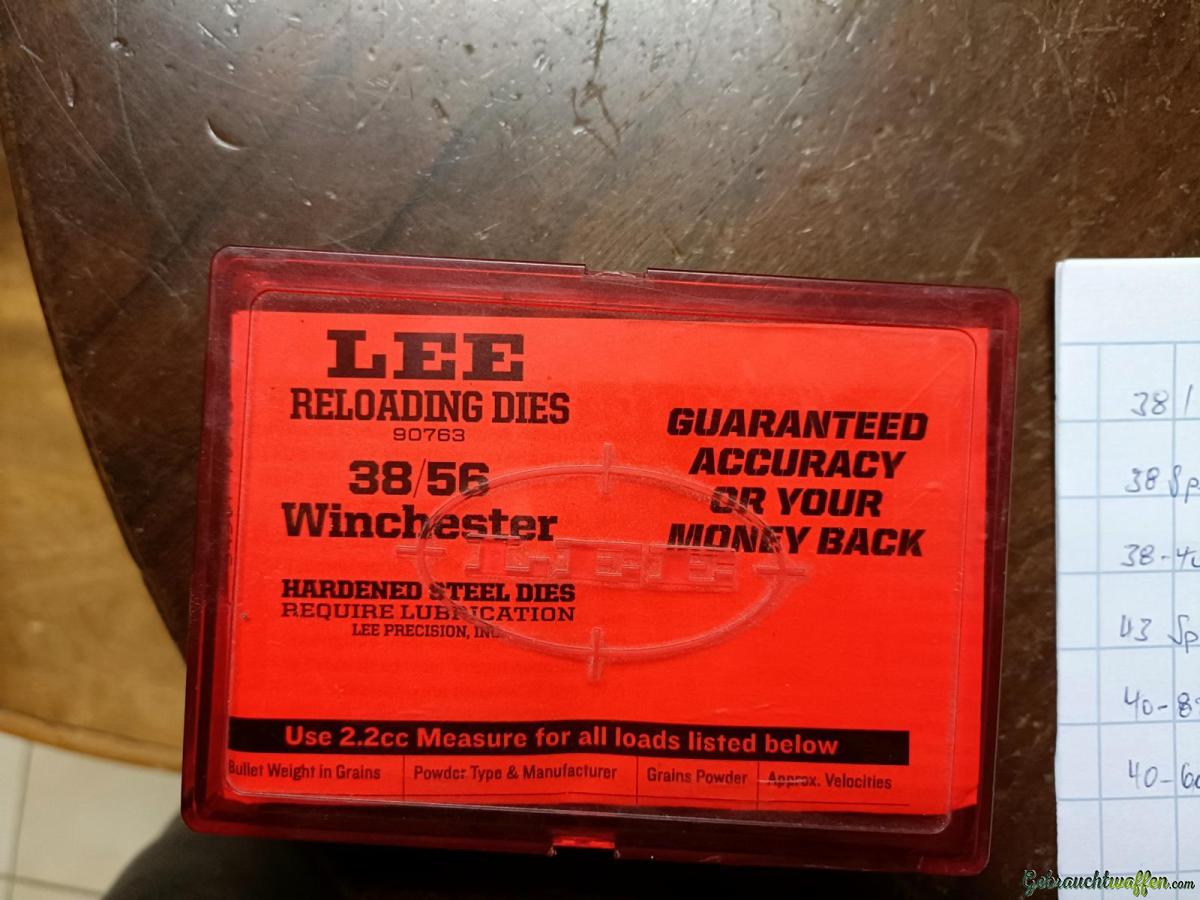 LEE
RELOADING DIES
90763
38/56
Winchester
HARDENED STEEL DIES
REQUIRE LUBRICATION
LEE PRECISION, INC.
GUARANTEED
ACCURACY
OR YOUR
MONEY BACK
LEE
Use 2.2cc Measure for all loads listed below
Bullet Weight in Grains
Powder Type & Manufacturer
Grains Powder
Approx. Velocities
38
38 Sp
38-4
43 Sp
40-8
40-6
Gebrauchtwaffen.com